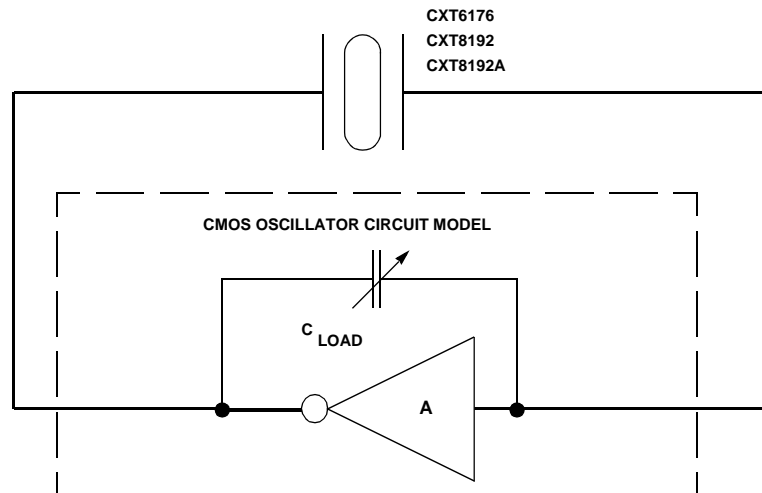 CXT6176
CXT8192
CXT8192A
CMOS OSCILLATOR CIRCUIT MODEL
C LOAD
A